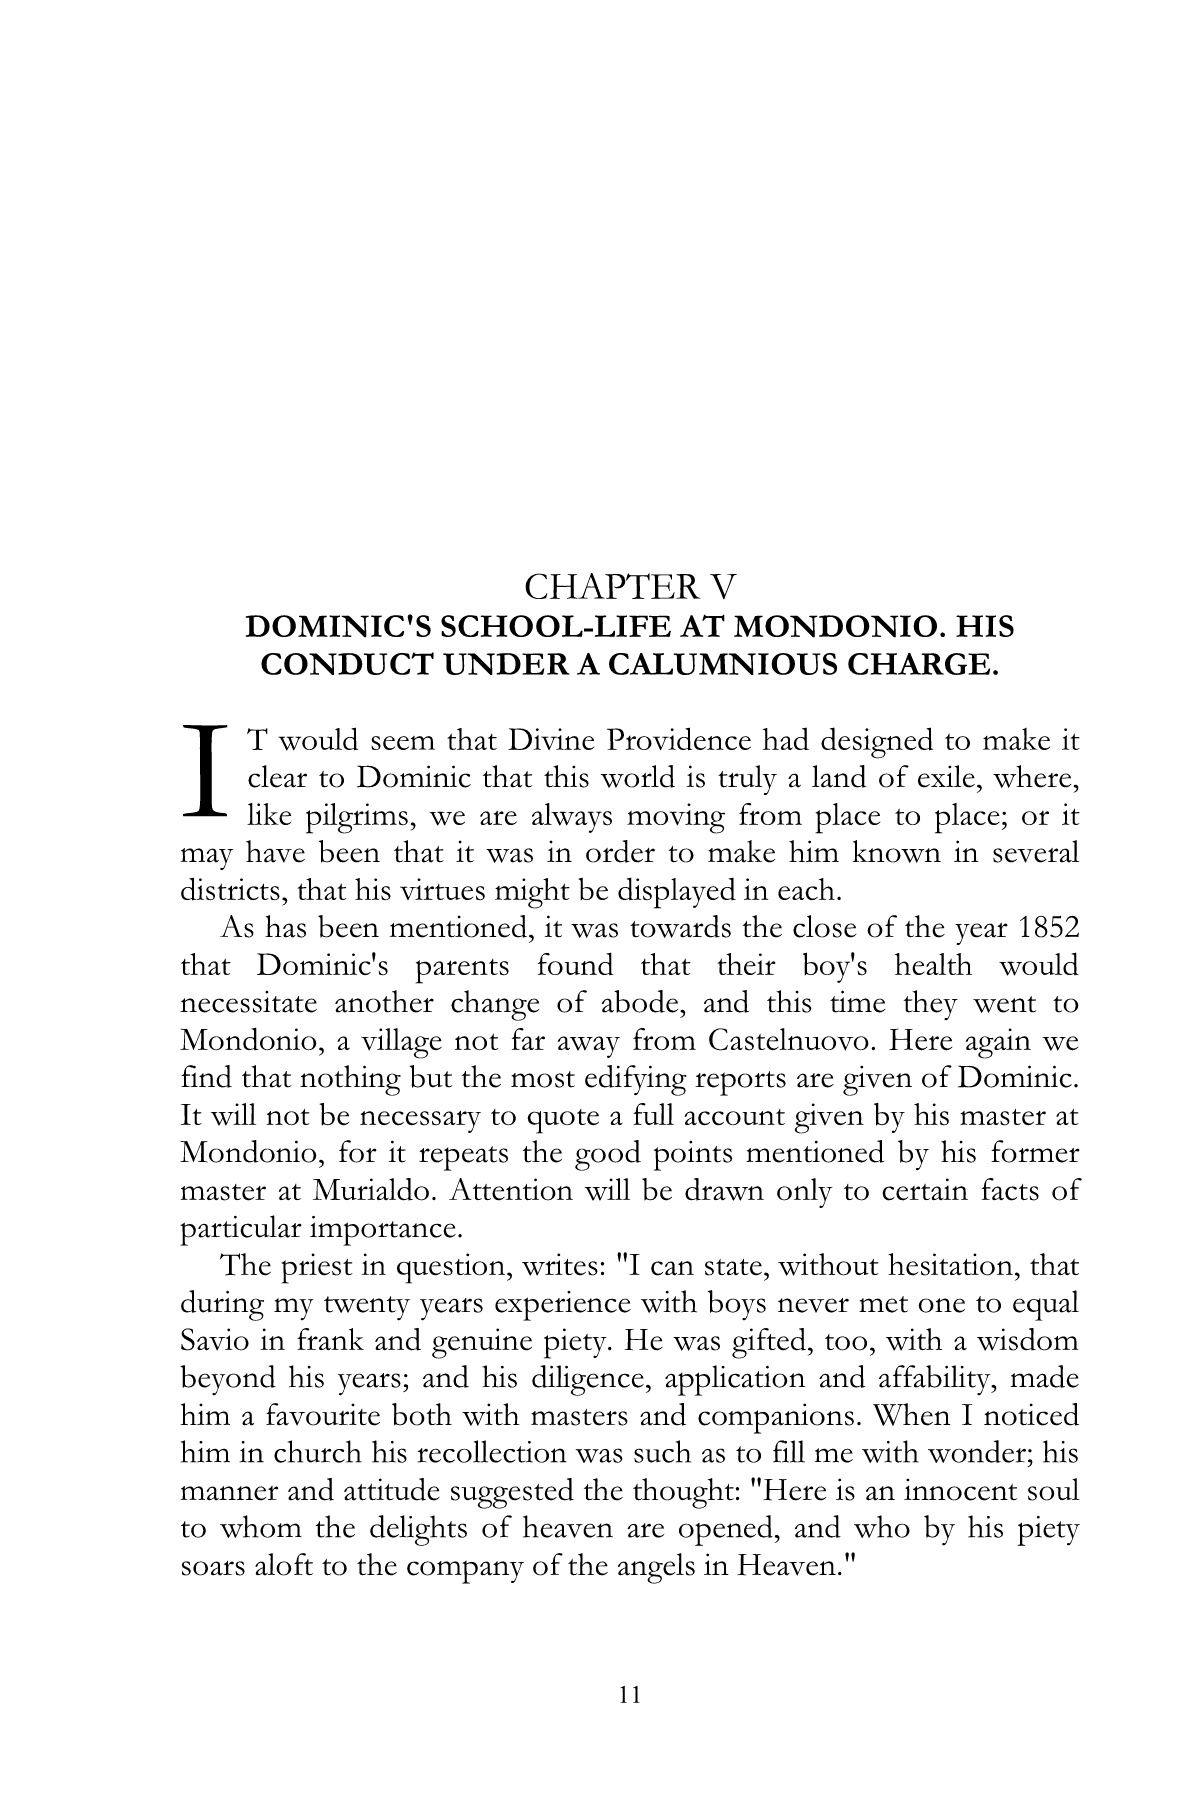 CHAPTER V
DOMINIC'S SCHOOL-LIFE AT MONDONIO. HIS
CONDUCT UNDER A CALUMNIOUS CHARGE.
IT would seem that Divine Providence had designed to make it
clear to Dominic that this world is truly a land of exile, where,
like pilgrims, we are always moving from place to place; or it
may have been that it was in order to make him known in several
districts, that his virtues might be displayed in each.
As has been mentioned, it was towards the close of the year 1852
that Dominic's parents found that their boy's health would
necessitate another change of abode, and this time they went to
Mondonio, a village not far away from Castelnuovo. Here again we
find that nothing but the most edifying reports are given of Dominic.
It will not be necessary to quote a full account given by his master at
Mondonio, for it repeats the good points mentioned by his former
master at Murialdo. Attention will be drawn only to certain facts of
particular importance.
The priest in question, writes: "I can state, without hesitation, that
during my twenty years experience with boys never met one to equal
Savio in frank and genuine piety. He was gifted, too, with a wisdom
beyond his years; and his diligence, application and affability, made
him a favourite both with masters and companions. When I noticed
him in church his recollection was such as to fill me with wonder; his
manner and attitude suggested the thought: "Here is an innocent soul
to whom the delights of heaven are opened, and who by his piety
soars aloft to the company of the angels in Heaven."
11